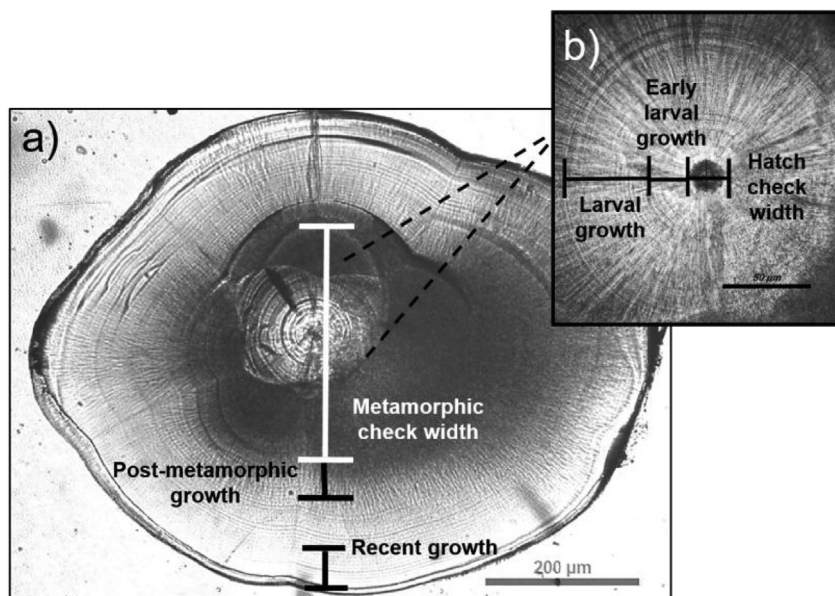 a)
Metamorphic
check width
Post-metamorphic
growth
Recent growth
200 µm
b)
Early
larval
growth
Hatch
check
width
Larval
growth
50 µm